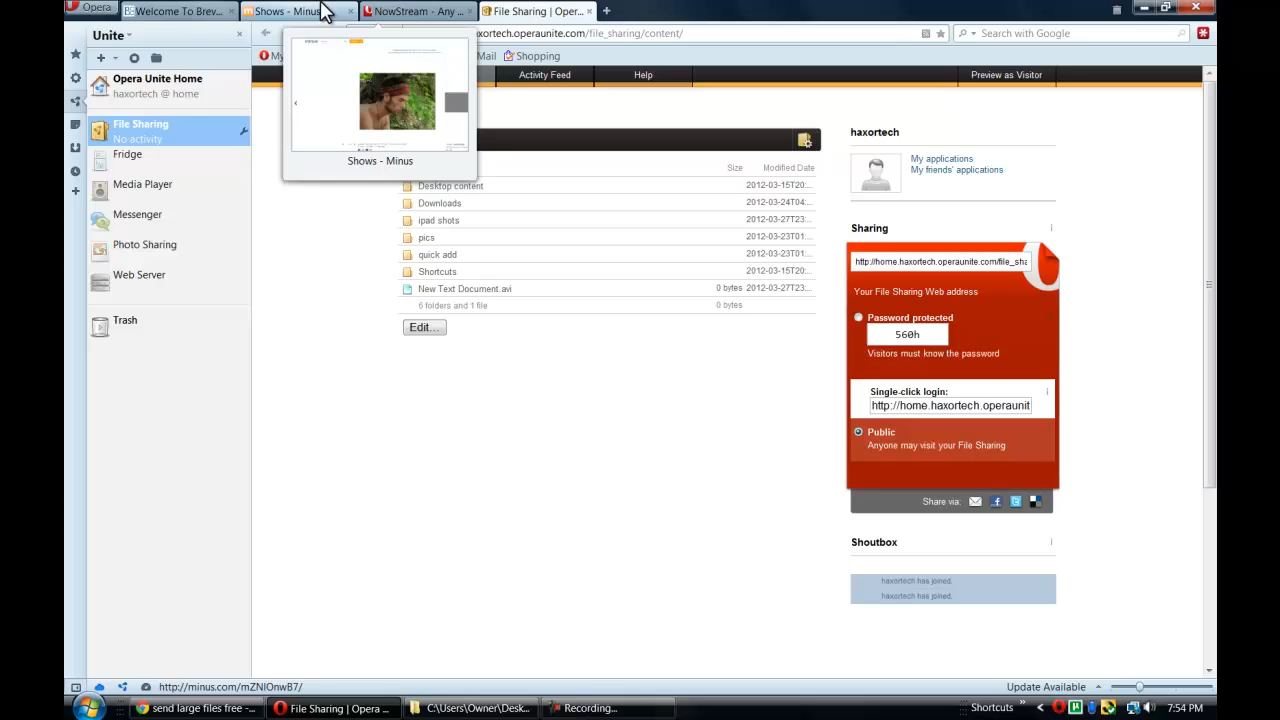 Opera
Welcome To Brev...
Shows - Minus
NowStream - Any ...
File Sharing | Oper...
Unite
xortech.operaunite.com/file_sharing/content/
Search with Google
My
Mail
Shopping
Activity Feed
Help
Preview as Visitor
Opera Unite Home
haxortech @ home
File Sharing
No activity
Fridge
Media Player
Messenger
Photo Sharing
Web Server
Trash
Shows - Minus
Size
Modified Date
Desktop content
2012-03-15T20:...
Downloads
2012-03-24T04:...
ipad shots
2012-03-27T23:...
pics
2012-03-23T01:...
quick add
2012-03-23T01:...
Shortcuts
2012-03-15T20:...
New Text Document.avi
0 bytes
2012-03-27T23:...
6 folders and 1 file
0 bytes
Edit...
haxortech
My applications
My friends' applications
Sharing
http://home.haxortech.operaunite.com/file_sha
Your File Sharing Web address
Password protected
560h
Visitors must know the password
Single-click login:
http://home.haxortech.operaunit
Public
Anyone may visit your File Sharing
Share via:
Shoutbox
haxortech has joined.
haxortech has joined.
http://minus.com/mZNIOnwB7/
Update Available
send large files free -...
File Sharing | Opera ...
C:\Users\Owner\Desk...
Recording...
Shortcuts
7:54 PM